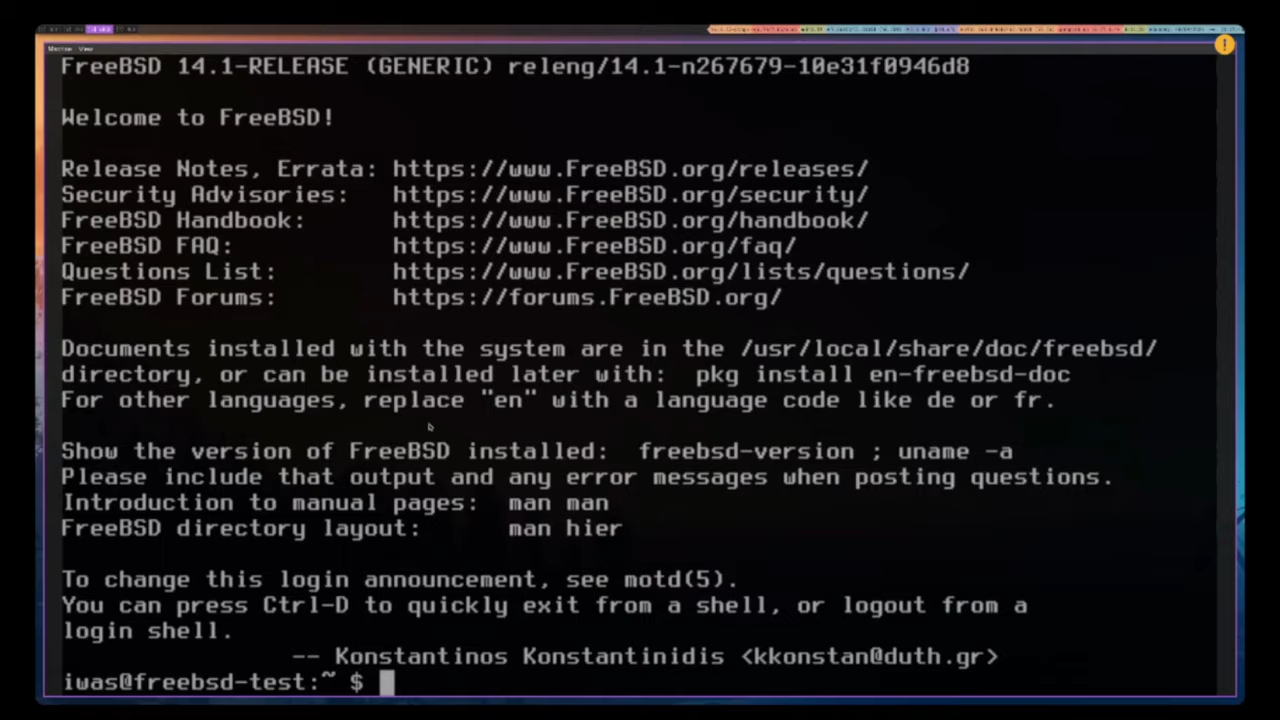 Machine View
FreeBSD 14.1-RELEASE (GENERIC) releng/14.1-n267679-10e31f0946d8
Welcome to FreeBSD!
Release Notes, Errata: https://www.FreeBSD.org/releases/
Security Advisories: https://www.FreeBSD.org/security/
FreeBSD Handbook: https://www.FreeBSD.org/handbook/
FreeBSD FAQ: https://www.FreeBSD.org/faq/
Questions List: https://www.FreeBSD.org/lists/questions/
FreeBSD Forums: https://forums.FreeBSD.org/
Documents installed with the system are in the /usr/local/share/doc/freebsd/
directory, or can be installed later with: pkg install en-freebsd-doc
For other languages, replace "en" with a language code like de or fr.
Show the version of FreeBSD installed: freebsd-version ; uname -a
Please include that output and any error messages when posting questions.
Introduction to manual pages: man man
FreeBSD directory layout: man hier
To change this login announcement, see motd(5).
You can press Ctrl-D to quickly exit from a shell, or logout from a
login shell.
-- Konstantinos Konstantinidis <kkonstan@duth.gr>
iwas@freebsd-test:~ $